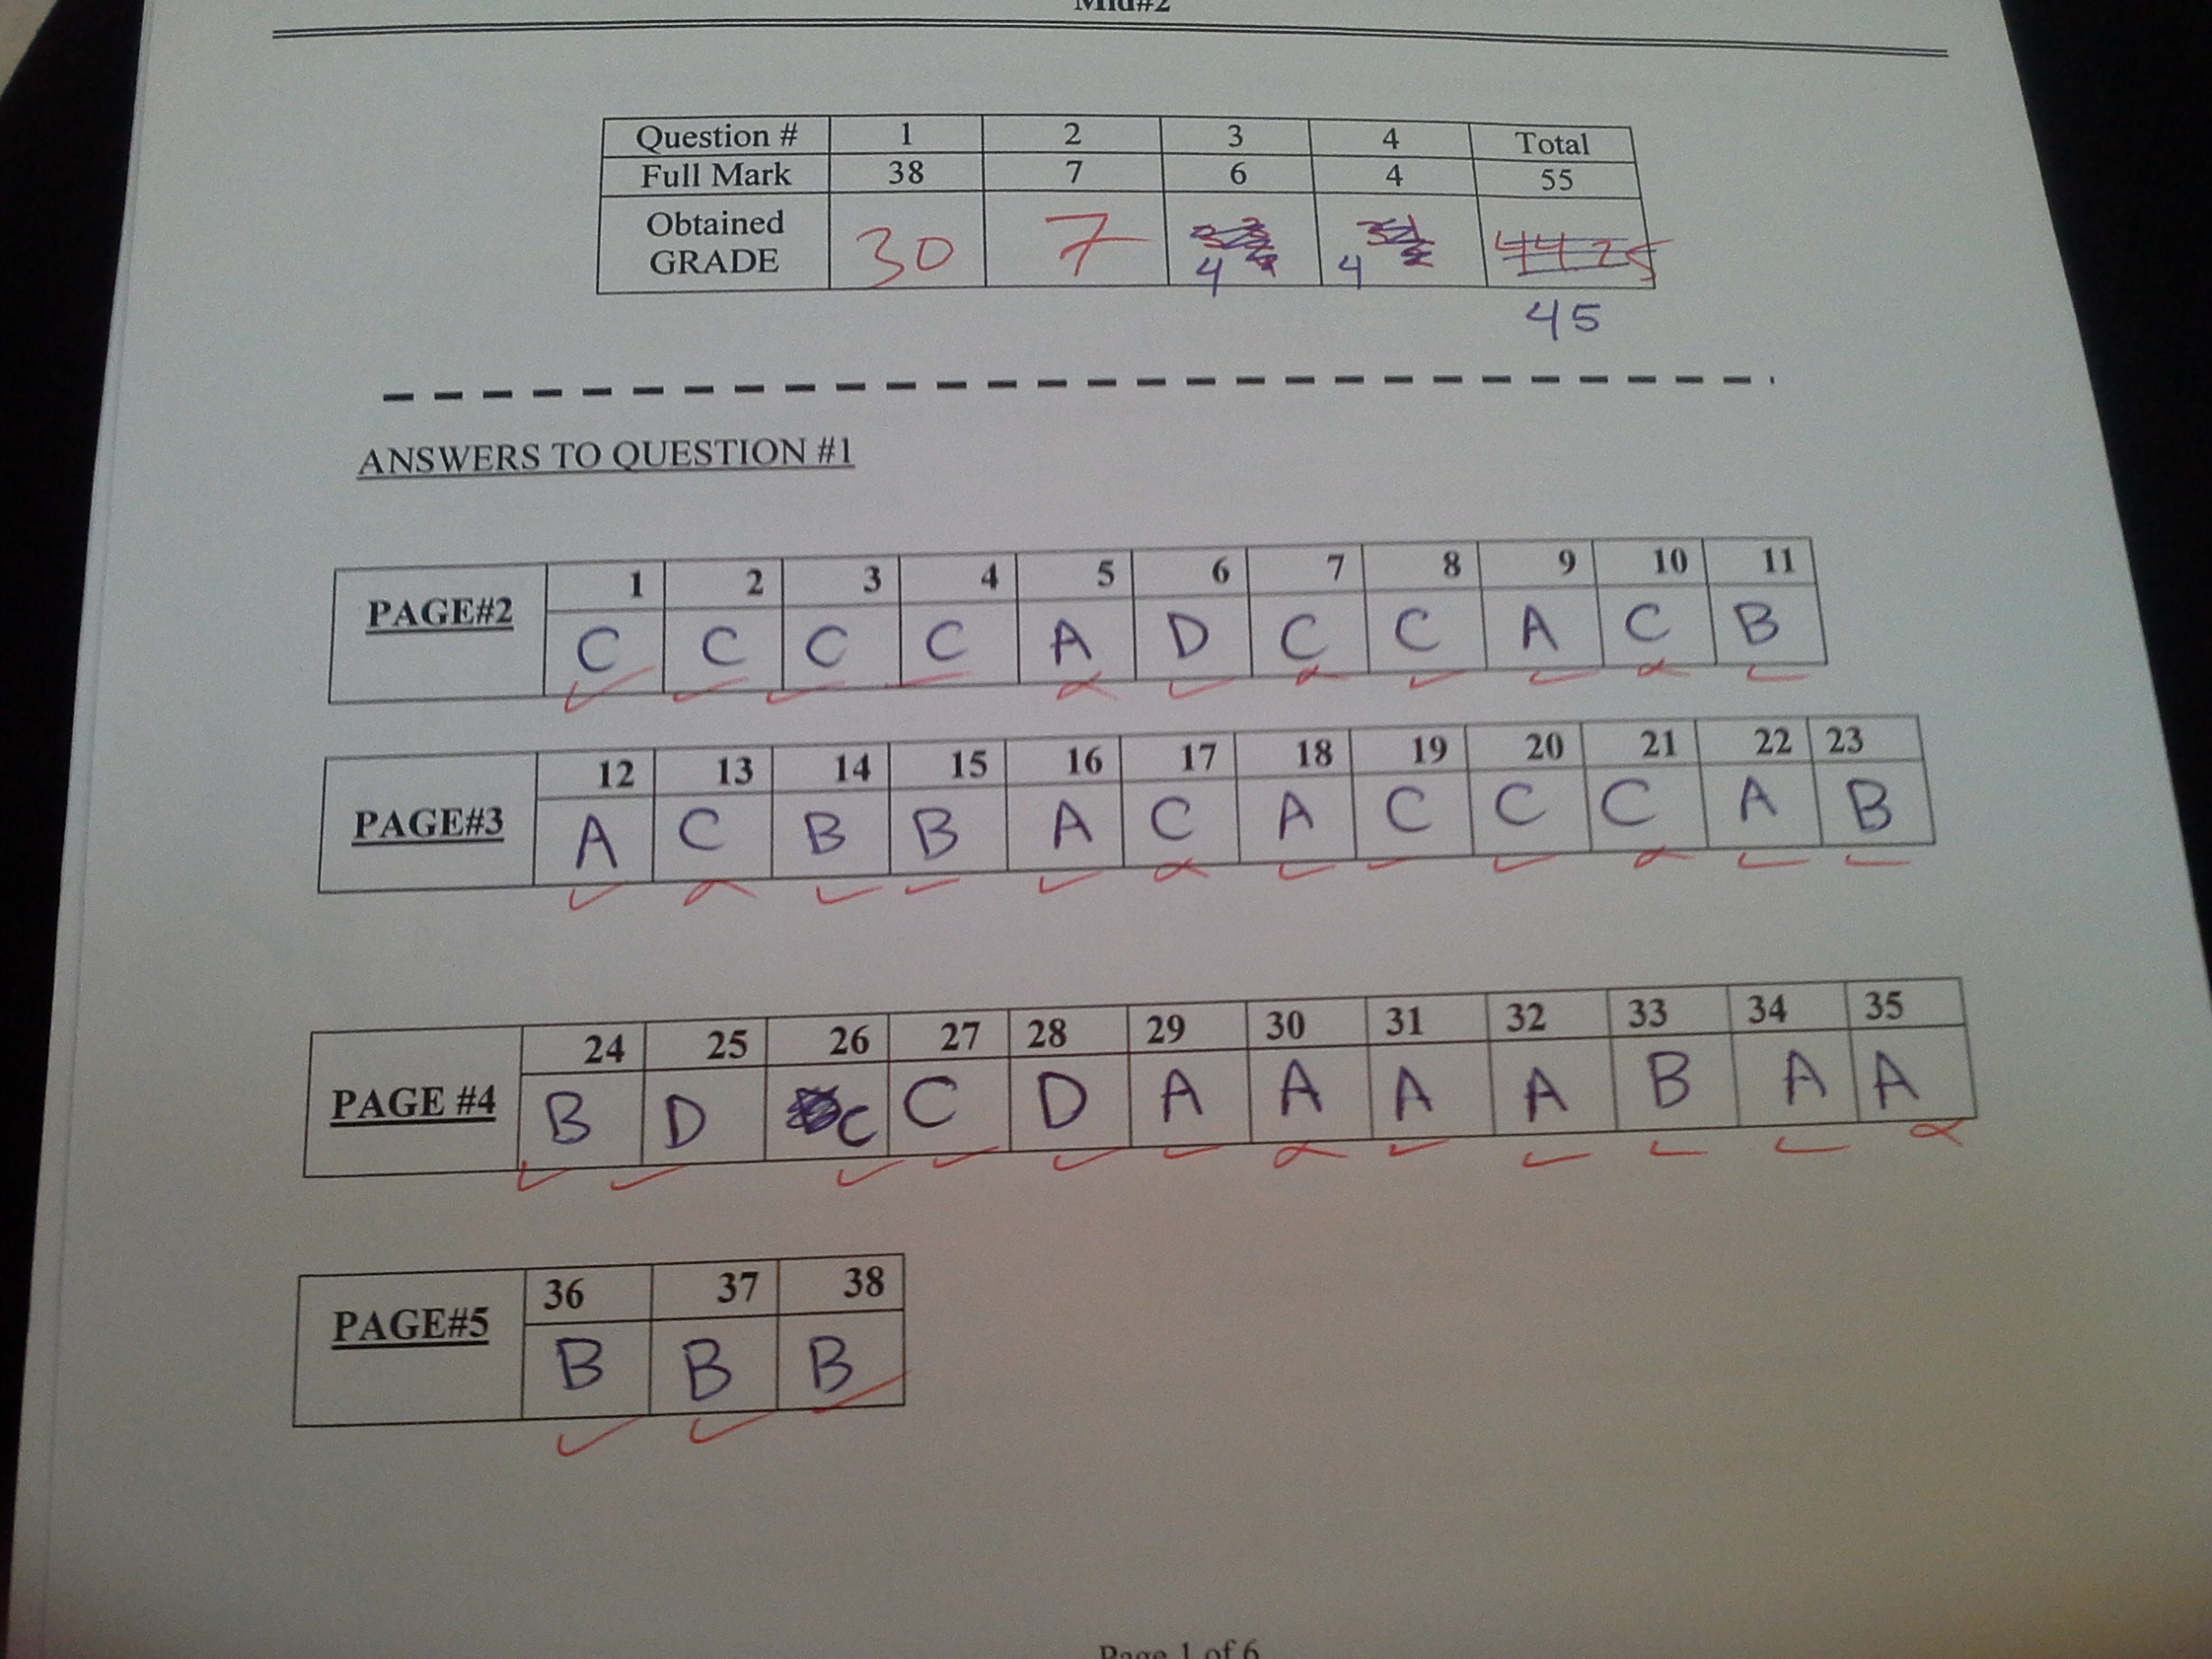 Mid#2
Question # 1 2 3 4 Total
Full Mark 38 7 6 4 55
Obtained GRADE 30 7 4 4 44.25
45
ANSWERS TO QUESTION #1
PAGE#2 1 2 3 4 5 6 7 8 9 10 11
C C C C A D C C A C B
PAGE#3 12 13 14 15 16 17 18 19 20 21 22 23
A C B B A C A C C C A B
PAGE #4 24 25 26 27 28 29 30 31 32 33 34 35
B D C C D A A A A B A A
PAGE#5 36 37 38
B B B
Page 1 of 6